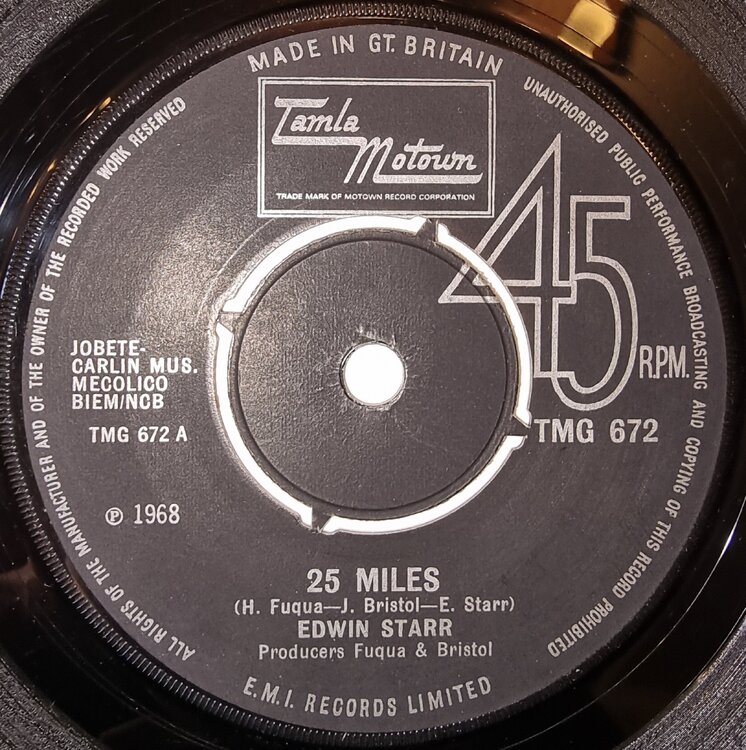 MADE IN GT. BRITAIN
UNAUTHORISED PUBLIC PERFORMANCE BROADCASTING AND COPYING OF THIS RECORD PROHIBITED
ALL RIGHTS OF THE MANUFACTURER AND OF THE OWNER OF THE RECORDED WORK RESERVED
Tamla
Motown
TRADE MARK OF MOTOWN RECORD CORPORATION
45
R.P.M.
JOBETE-
CARLIN MUS.
MECOLICO
BIEM/NCB
TMG 672 A
TMG 672
℗ 1968
25 MILES
(H. Fuqua—J. Bristol—E. Starr)
EDWIN STARR
Producers Fuqua & Bristol
E.M.I. RECORDS LIMITED